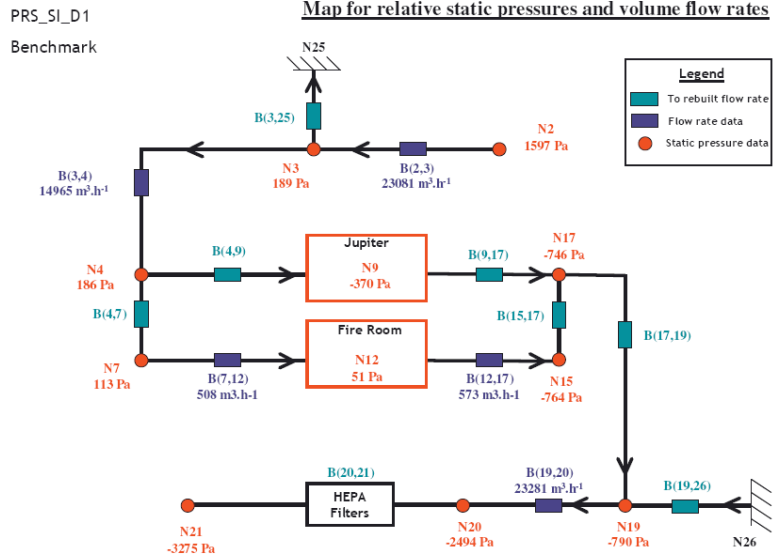 PRS_SI_D1
Map for relative static pressures and volume flow rates
Benchmark
N25
Legend
To rebuilt flow rate
Flow rate data
Static pressure data
B(3,25)
N2
1597 Pa
N3
189 Pa
B(2,3)
23081 m³.h-¹
B(3,4)
14965 m³.h-¹
N4
186 Pa
B(4,9)
Jupiter
N9
-370 Pa
B(9,17)
N17
-746 Pa
B(4,7)
B(15,17)
B(17,19)
Fire Room
N12
51 Pa
N7
113 Pa
B(7,12)
508 m3.h-1
B(12,17)
573 m3.h-1
N15
-764 Pa
B(20,21)
HEPA
Filters
B(19,20)
23281 m³.h-¹
B(19,26)
N21
-3275 Pa
N20
-2494 Pa
N19
-790 Pa
N26